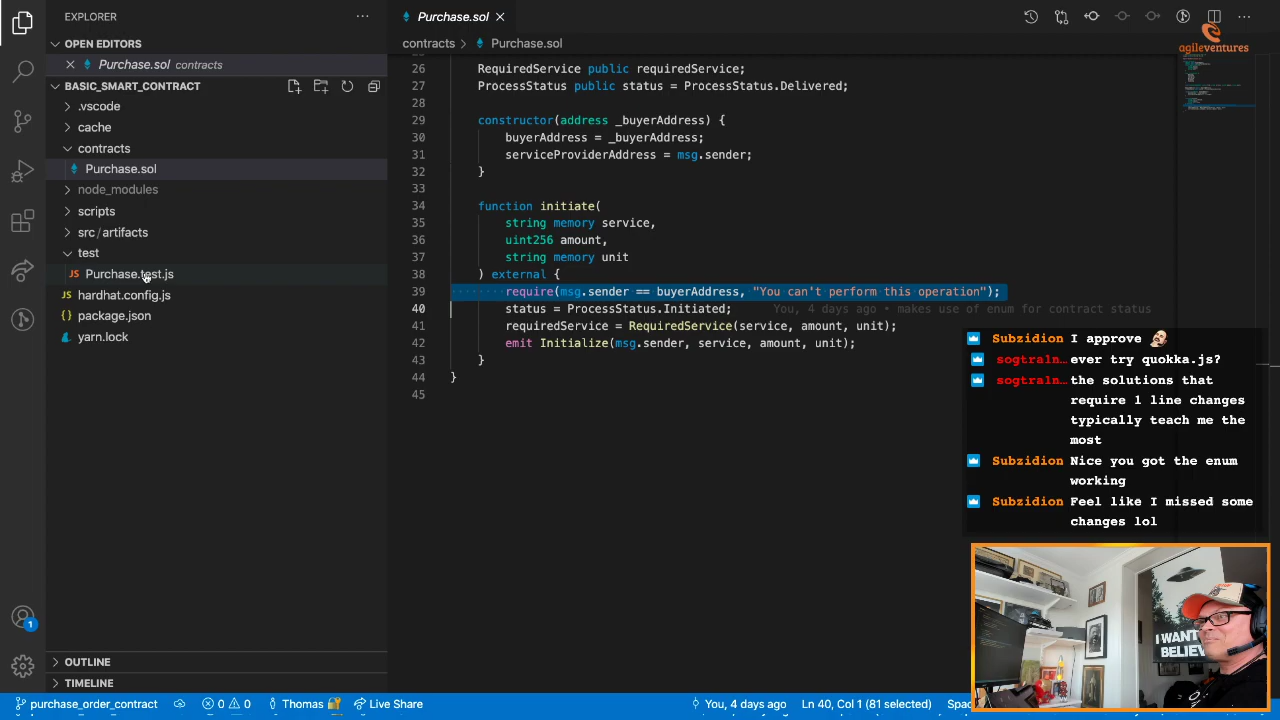 EXPLORER
OPEN EDITORS
Purchase.sol contracts
BASIC_SMART_CONTRACT
.vscode
cache
contracts
Purchase.sol
node_modules
scripts
src / artifacts
test
JS Purchase.test.js
JS hardhat.config.js
package.json
yarn.lock
OUTLINE
TIMELINE
Purchase.sol
contracts > Purchase.sol
agileventures
26 RequiredService public requiredService;
27 ProcessStatus public status = ProcessStatus.Delivered;
28
29 constructor(address _buyerAddress) {
30 buyerAddress = _buyerAddress;
31 serviceProviderAddress = msg.sender;
32 }
33
34 function initiate(
35 string memory service,
36 uint256 amount,
37 string memory unit
38 ) external {
39 require(msg.sender == buyerAddress, "You can't perform this operation");
40 status = ProcessStatus.Initiated; You, 4 days ago • makes use of enum for contract status
41 requiredService = RequiredService(service, amount, unit);
42 emit Initialize(msg.sender, service, amount, unit);
43 }
44 }
45
Subzidion I approve
sogtraln… ever try quokka.js?
sogtraln… the solutions that
require 1 line changes
typically teach me the
most
Subzidion Nice you got the enum
working
Subzidion Feel like I missed some
changes lol
I WANT
BELIEV
1
purchase_order_contract 0 0 Thomas Live Share You, 4 days ago Ln 40, Col 1 (81 selected) Spac